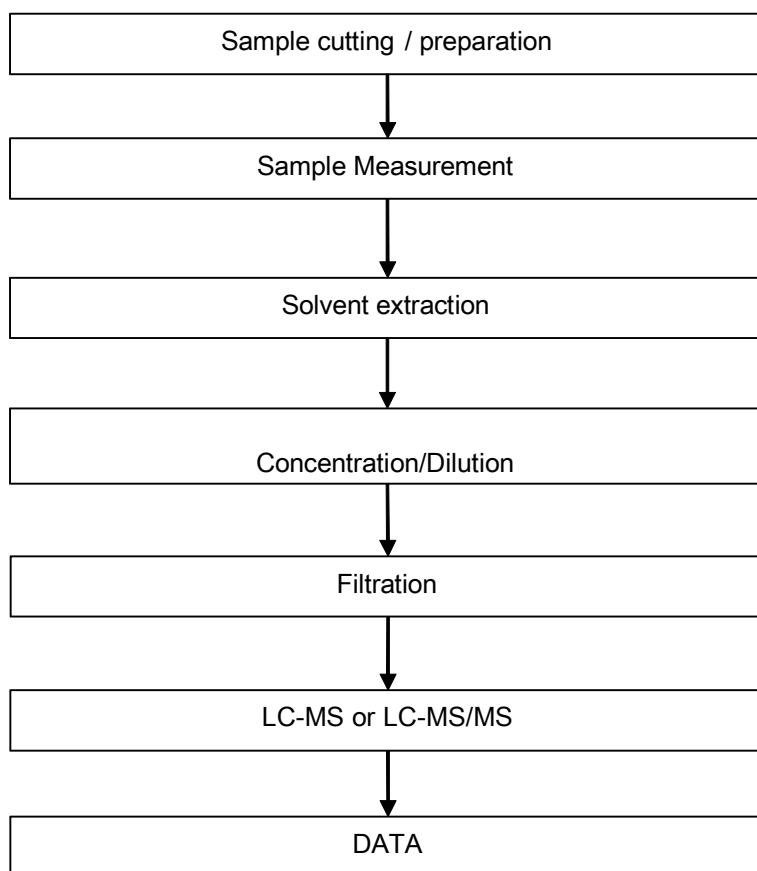 Sample cutting / preparation
Sample Measurement
Solvent extraction
Concentration/Dilution
Filtration
LC-MS or LC-MS/MS
DATA